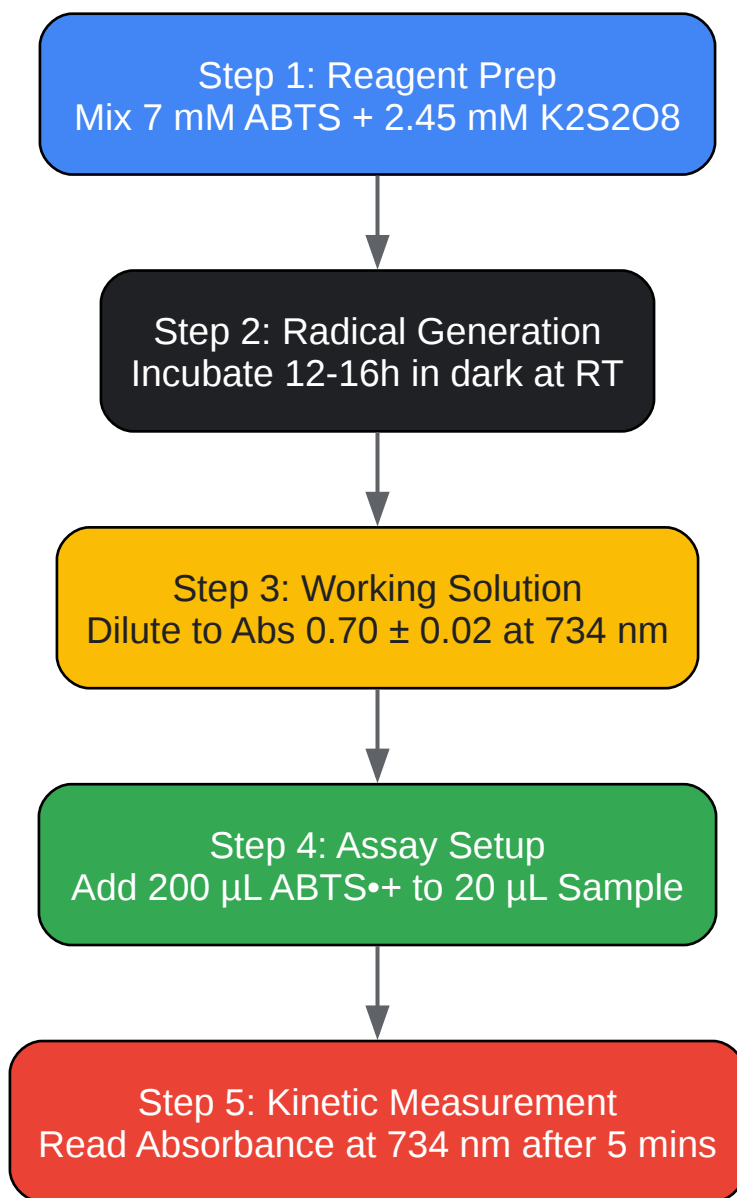 Step 1: Reagent Prep
Mix 7 mM ABTS + 2.45 mM K2S2O8
Step 2: Radical Generation
Incubate 12-16h in dark at RT
Step 3: Working Solution
Dilute to Abs 0.70 ± 0.02 at 734 nm
Step 4: Assay Setup
Add 200 µL ABTS•+ to 20 µL Sample
Step 5: Kinetic Measurement
Read Absorbance at 734 nm after 5 mins